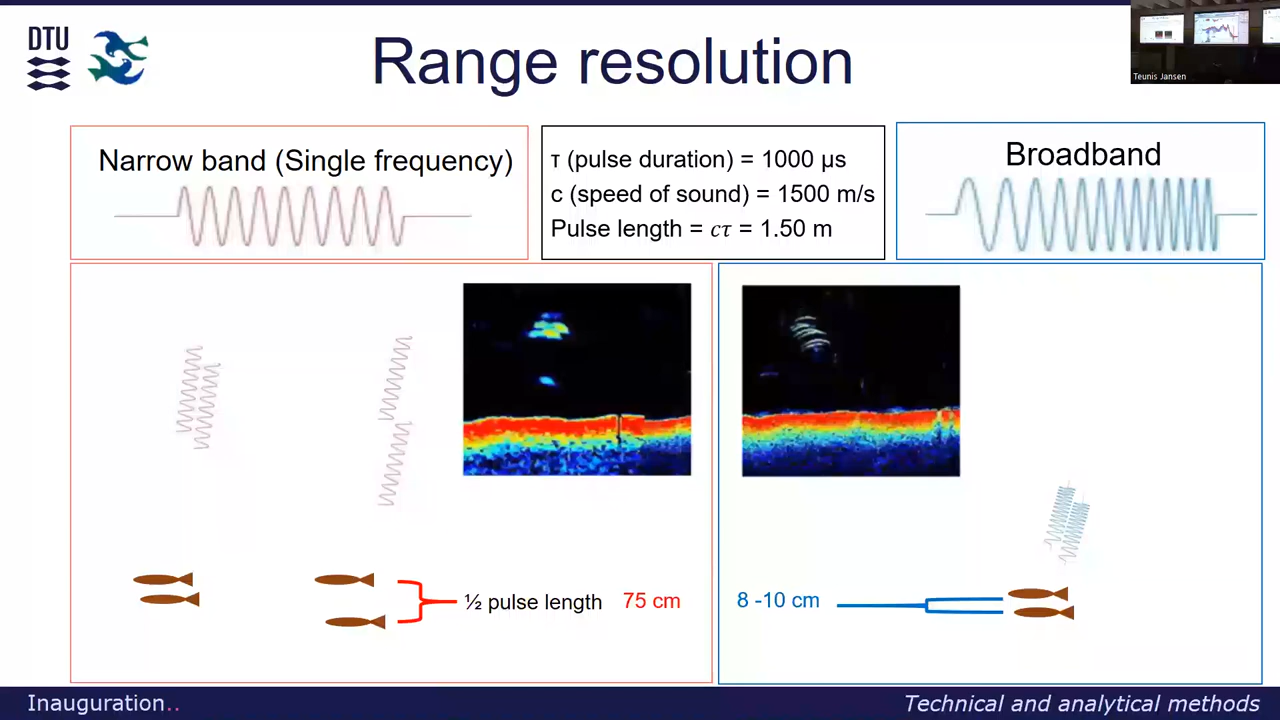 DTU
Range resolution
Teunis Jansen
Narrow band (Single frequency)
τ (pulse duration) = 1000 µs
c (speed of sound) = 1500 m/s
Pulse length = cτ = 1.50 m
Broadband
½ pulse length 75 cm
8 -10 cm
Inauguration..
Technical and analytical methods